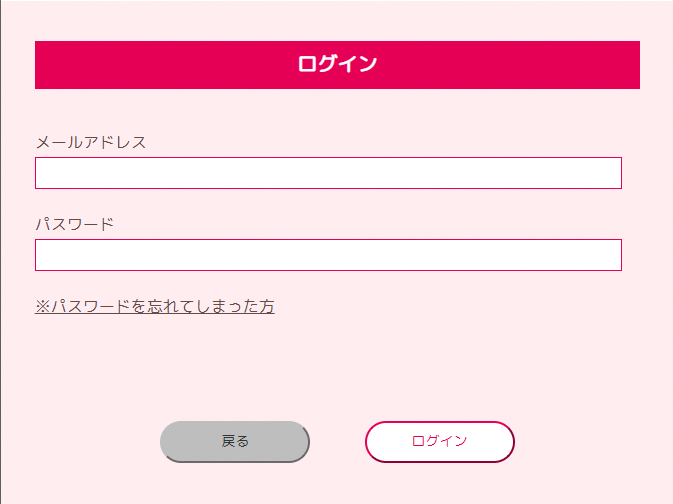 ログイン
メールアドレス
パスワード
※パスワードを忘れてしまった方
戻る
ログイン